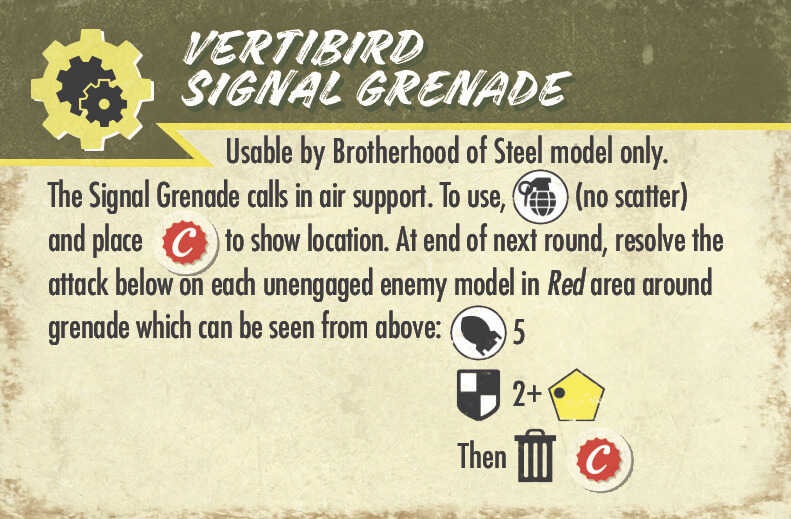 VERTIBIRD
SIGNAL GRENADE
Usable by Brotherhood of Steel model only.
The Signal Grenade calls in air support. To use, (no scatter)
and place C to show location. At end of next round, resolve the
attack below on each unengaged enemy model in Red area around
grenade which can be seen from above: 5
2+
Then C